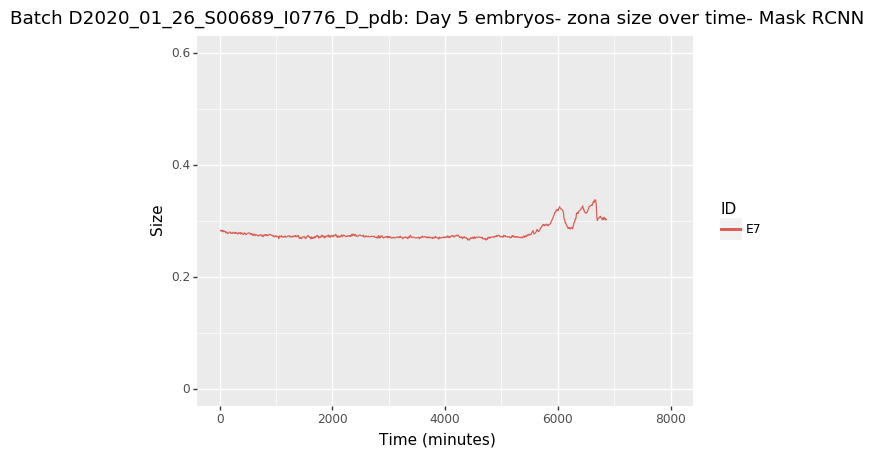 Batch D2020_01_26_S00689_I0776_D_pdb: Day 5 embryos- zona size over time- Mask RCNN
0.6
0.4
0.2
0
Size
0
2000
4000
6000
8000
Time (minutes)
ID
E7